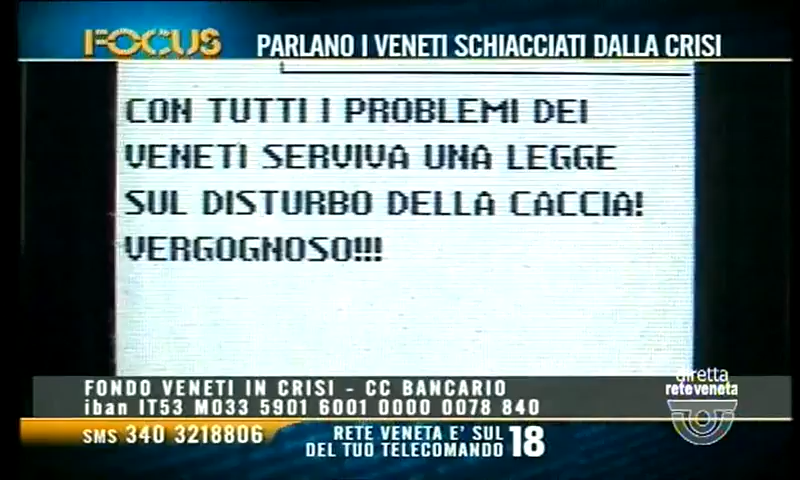 FOCUS PARLANO I VENETI SCHIACCIATI DALLA CRISI
CON TUTTI I PROBLEMI DEI
VENETI SERVIVA UNA LEGGE
SUL DISTURBO DELLA CACCIA!
VERGOGNOSO!!!
FONDO VENETI IN CRISI - CC BANCARIO
iban IT53 M033 5901 6001 0000 0078 840
diretta
reteveneta
SMS 340 3218806
RETE VENETA E' SUL
DEL TUO TELECOMANDO 18